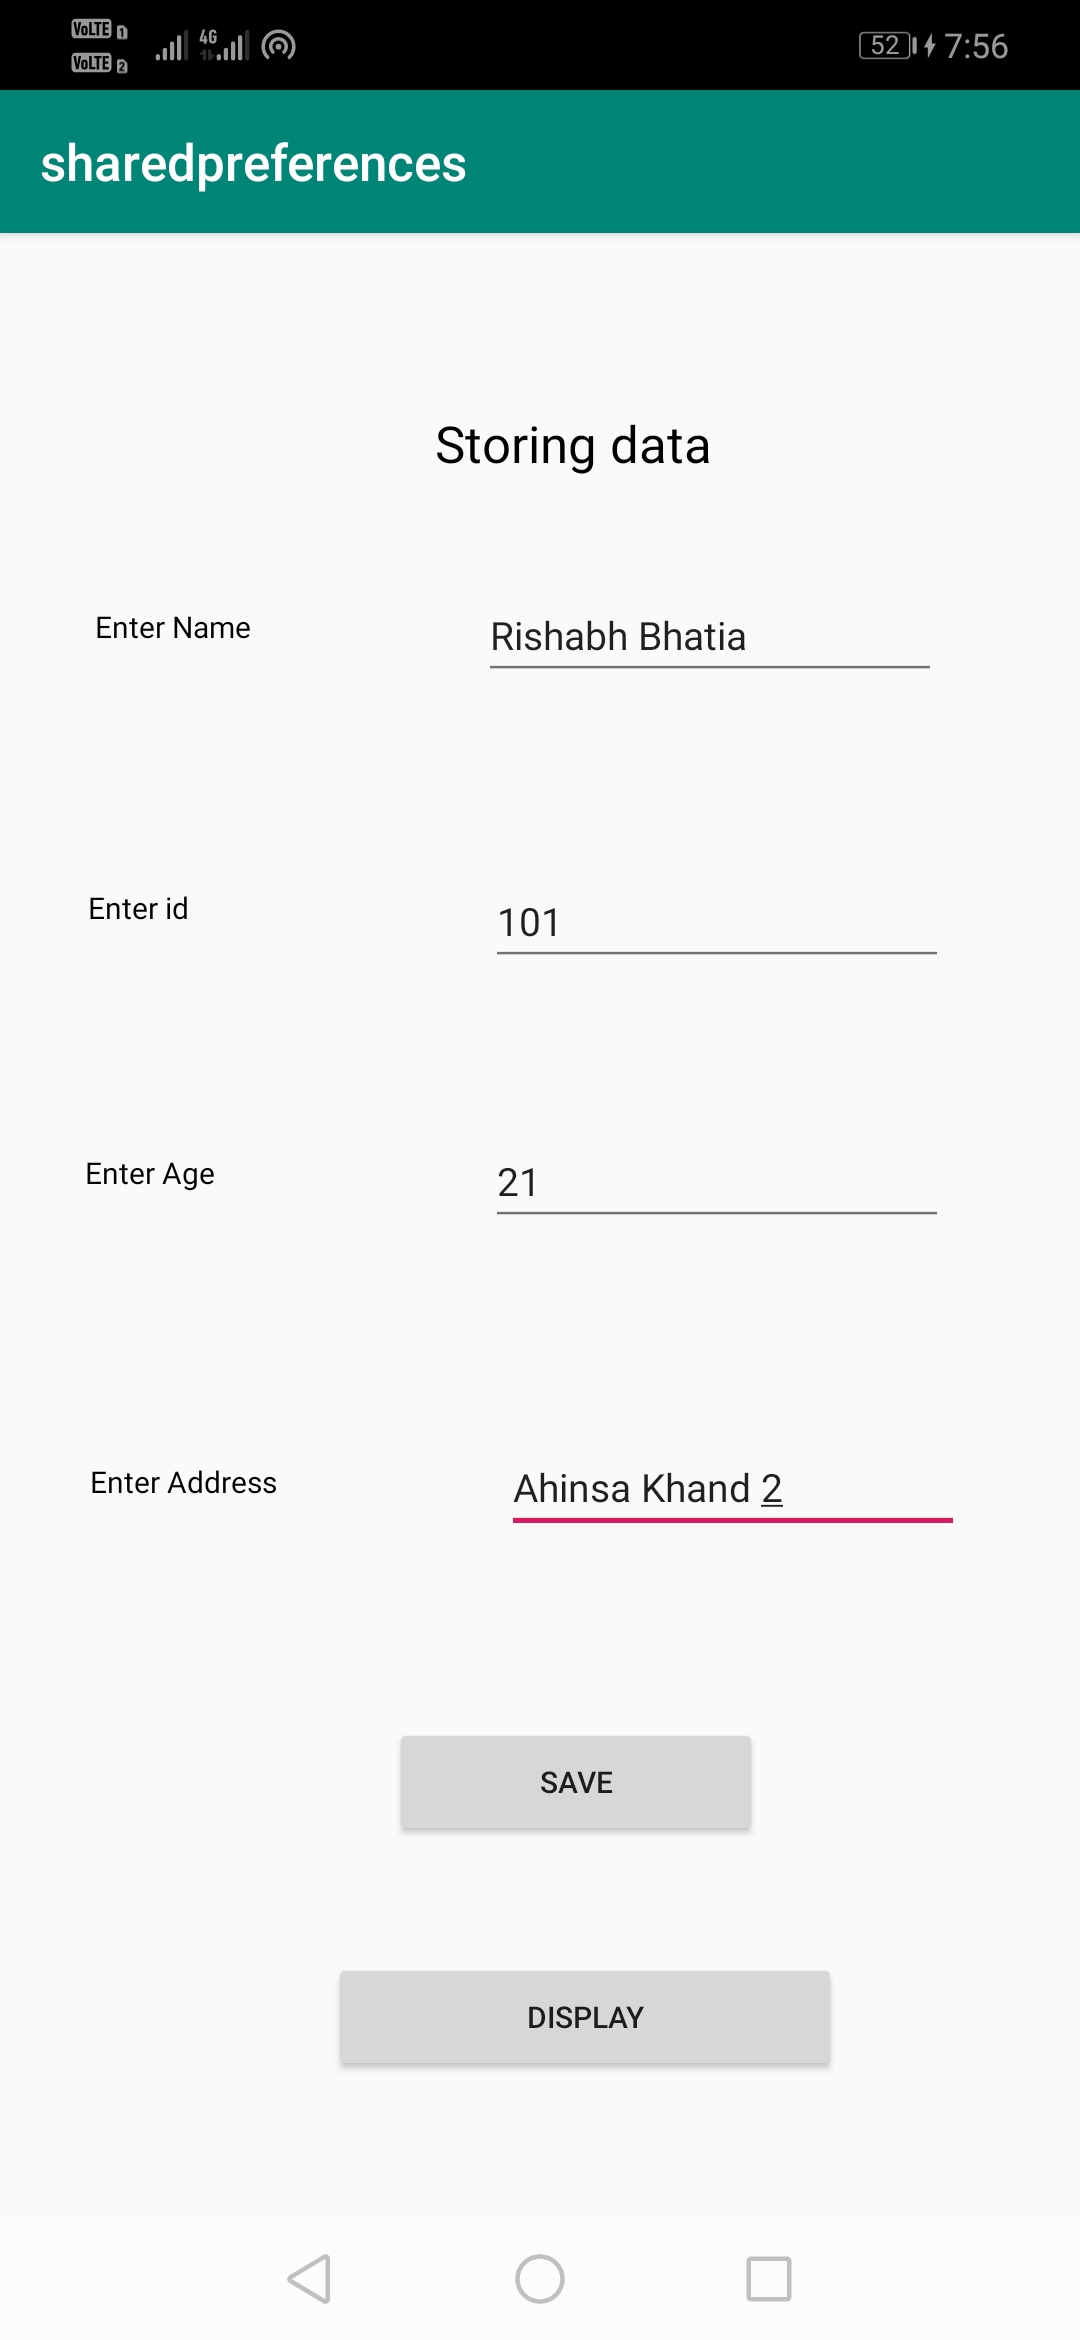 VoLTE 1
VoLTE 2
4G
52 7:56
sharedpreferences
Storing data
Enter Name Rishabh Bhatia
Enter id 101
Enter Age 21
Enter Address Ahinsa Khand 2
SAVE
DISPLAY